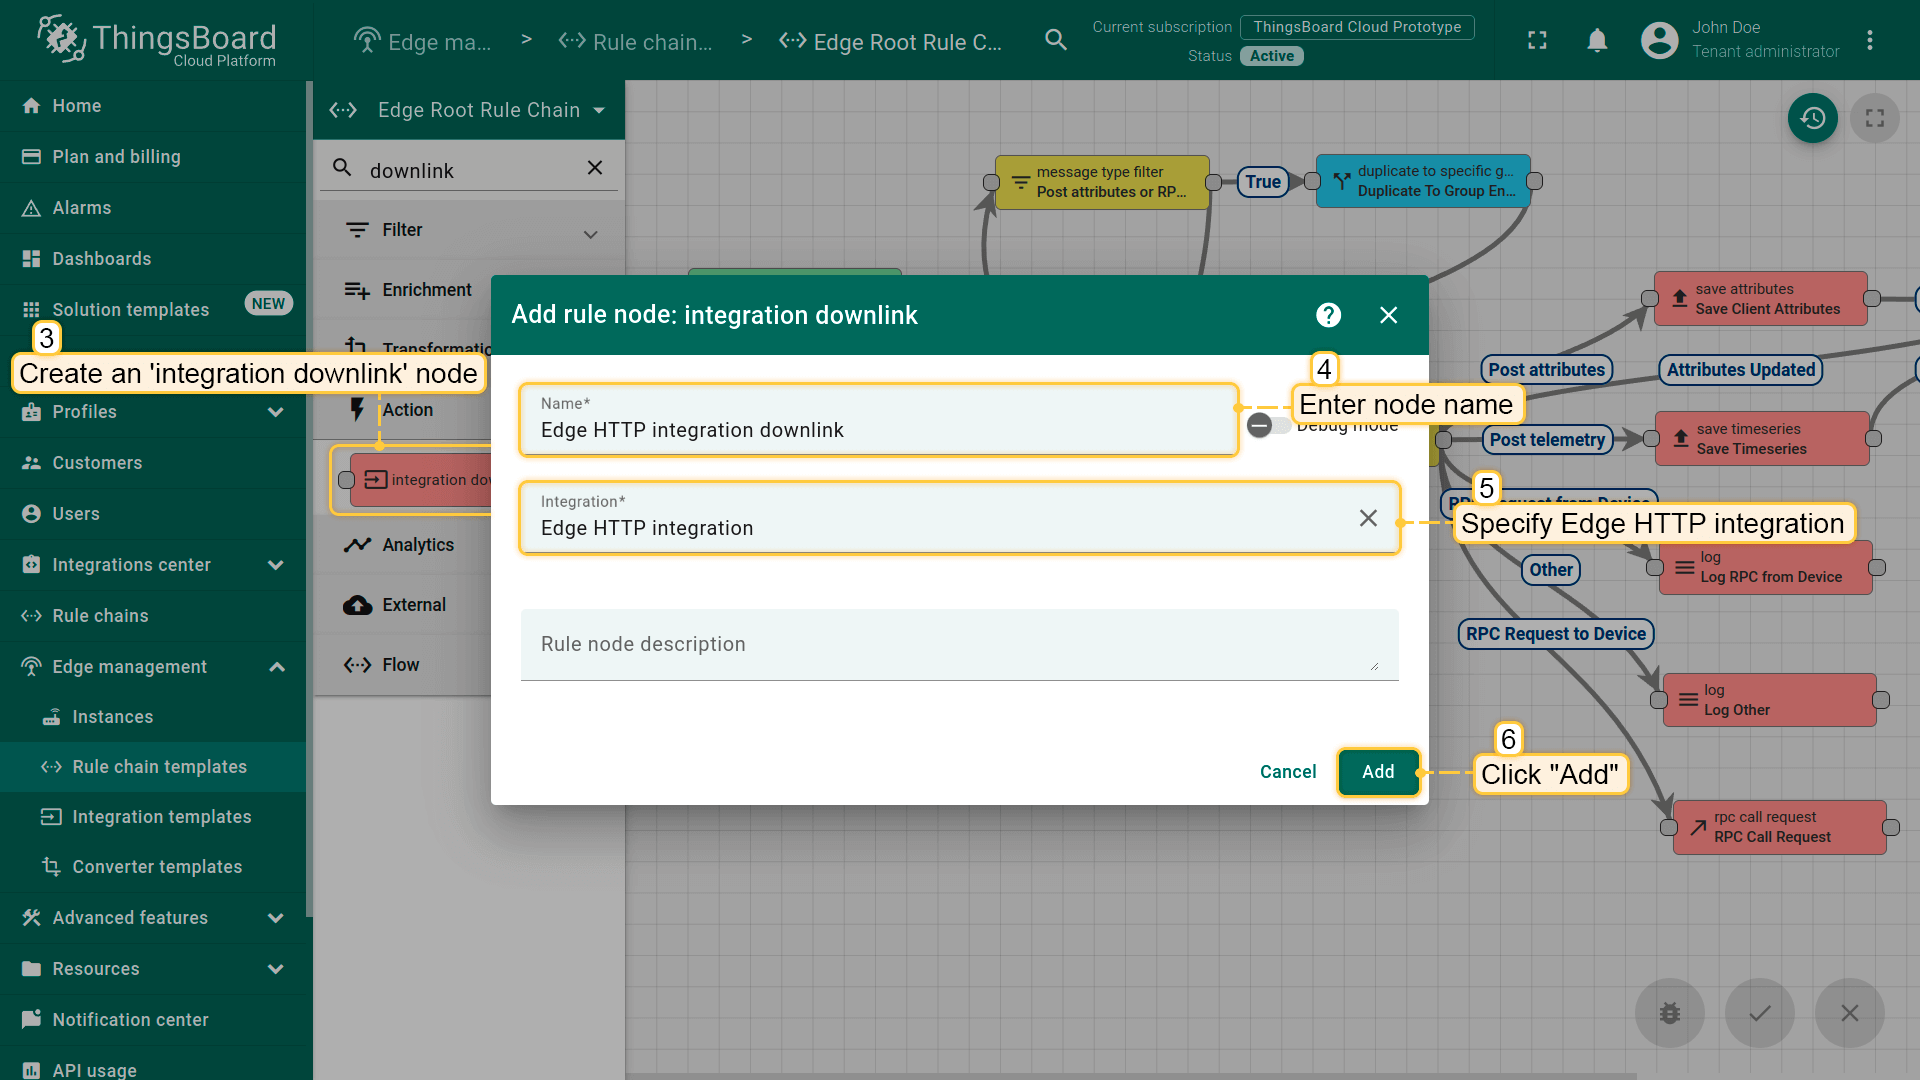 ThingsBoard
Cloud Platform
Edge ma...
>
Rule chain...
>
Edge Root Rule C...
Current subscription
ThingsBoard Cloud Prototype
Status
Active
John Doe
Tenant administrator
Home
Plan and billing
Alarms
Dashboards
Solution templates
NEW
Profiles
Customers
Users
Integrations center
Rule chains
Edge management
Instances
Rule chain templates
Integration templates
Converter templates
Advanced features
Resources
Notification center
API usage
Edge Root Rule Chain
downlink
Filter
Enrichment
Action
Analytics
External
Flow
3
Create an 'integration downlink' node
message type filter
Post attributes or RP...
True
duplicate to specific g...
Duplicate To Group En...
save attributes
Save Client Attributes
Post attributes
Attributes Updated
save timeseries
Save Timeseries
Post telemetry
log
Log RPC from Device
Other
RPC Request to Device
log
Log Other
rpc call request
RPC Call Request
Add rule node: integration downlink
?
4
Enter node name
Name*
Edge HTTP integration downlink
Debug mode
5
Specify Edge HTTP integration
Integration*
Edge HTTP integration
Rule node description
Cancel
Add
6
Click "Add"